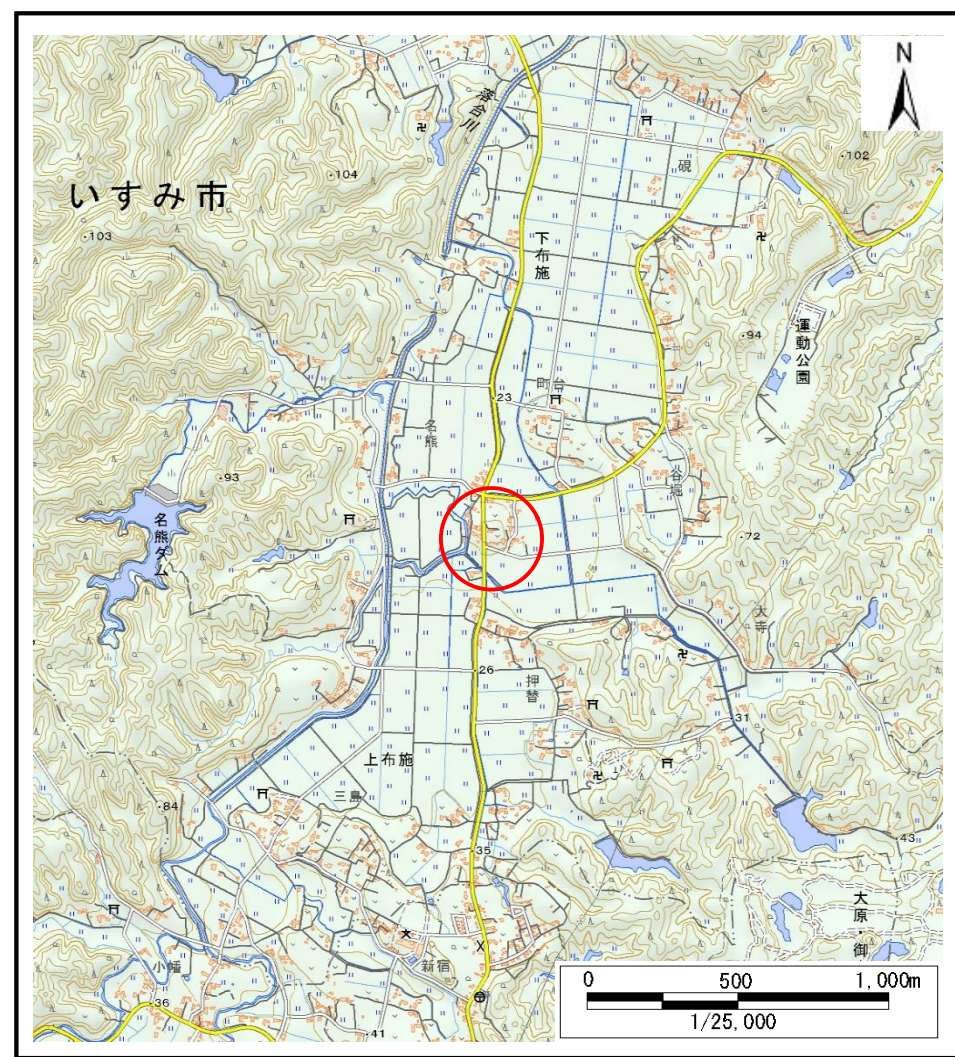 N
落合川
・102
硯
・104
いすみ市
・103
下布施
運動公園
・94
町台
・23
名熊
谷堀
・93
名熊ダム
・72
大寺
・26
押替
・31
上布施
三島
・84
・43
・35
大原・御
X
新宿
小幡
・36
・41
0 500 1,000m
1/25,000